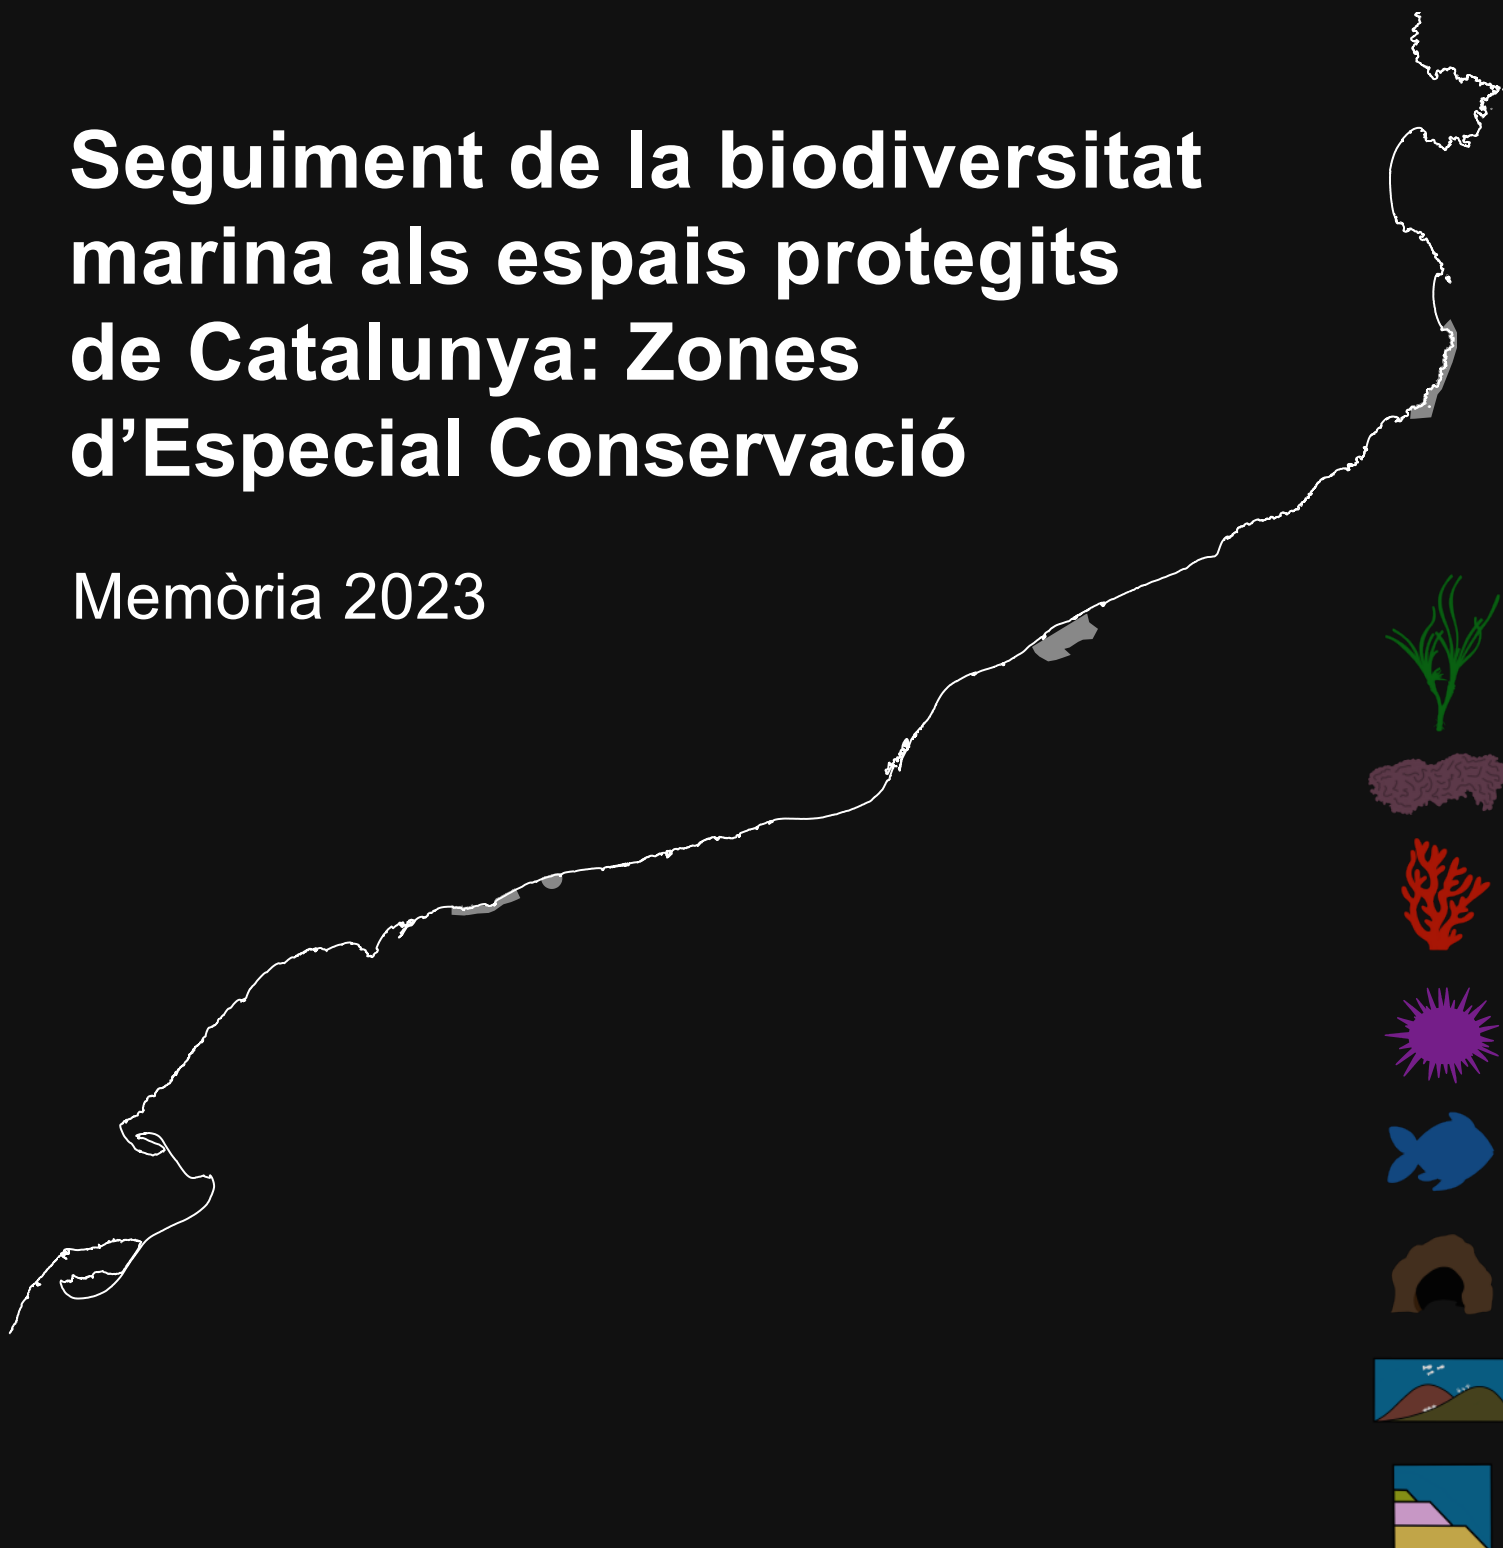 Seguiment de la biodiversitat
marina als espais protegits
de Catalunya: Zones
d’Especial Conservació
Memòria 2023